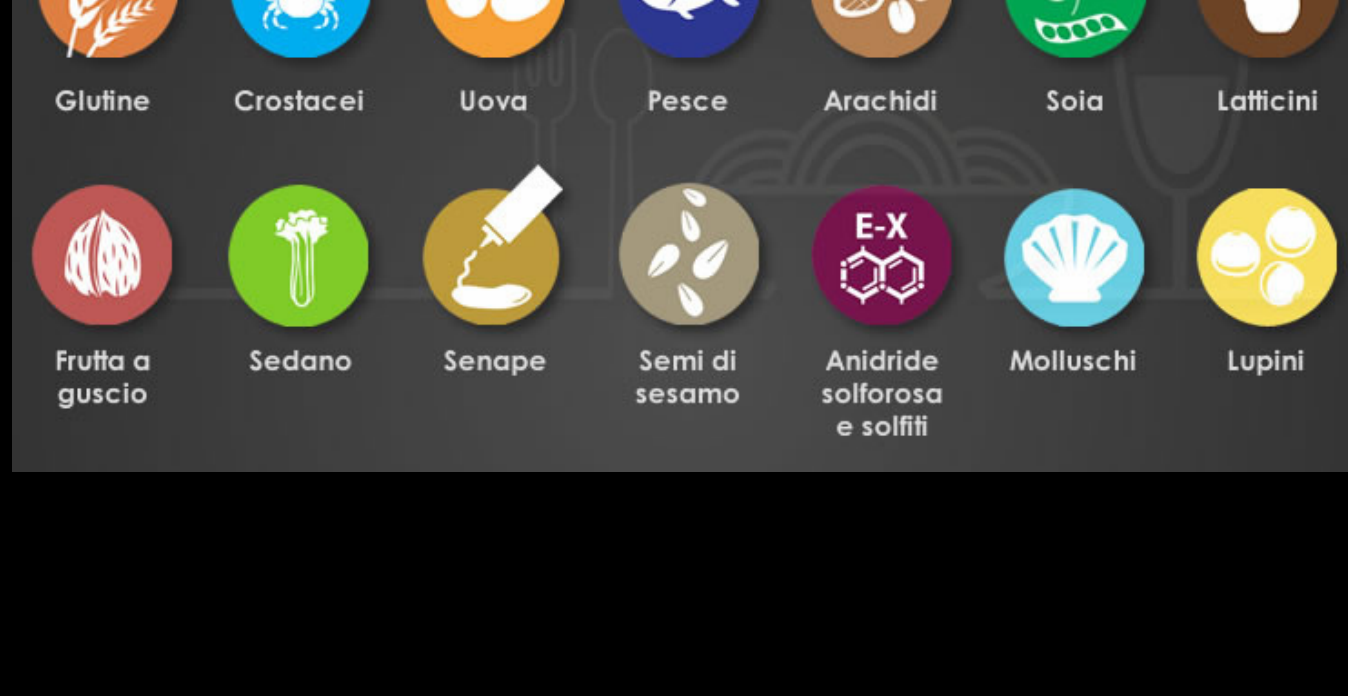 Glutine Crostacei Uova Pesce Arachidi Soia Latticini
E-X
Frutta a Sedano Senape Semi di Anidride Molluschi Lupini
guscio sesamo solforosa
e solfiti